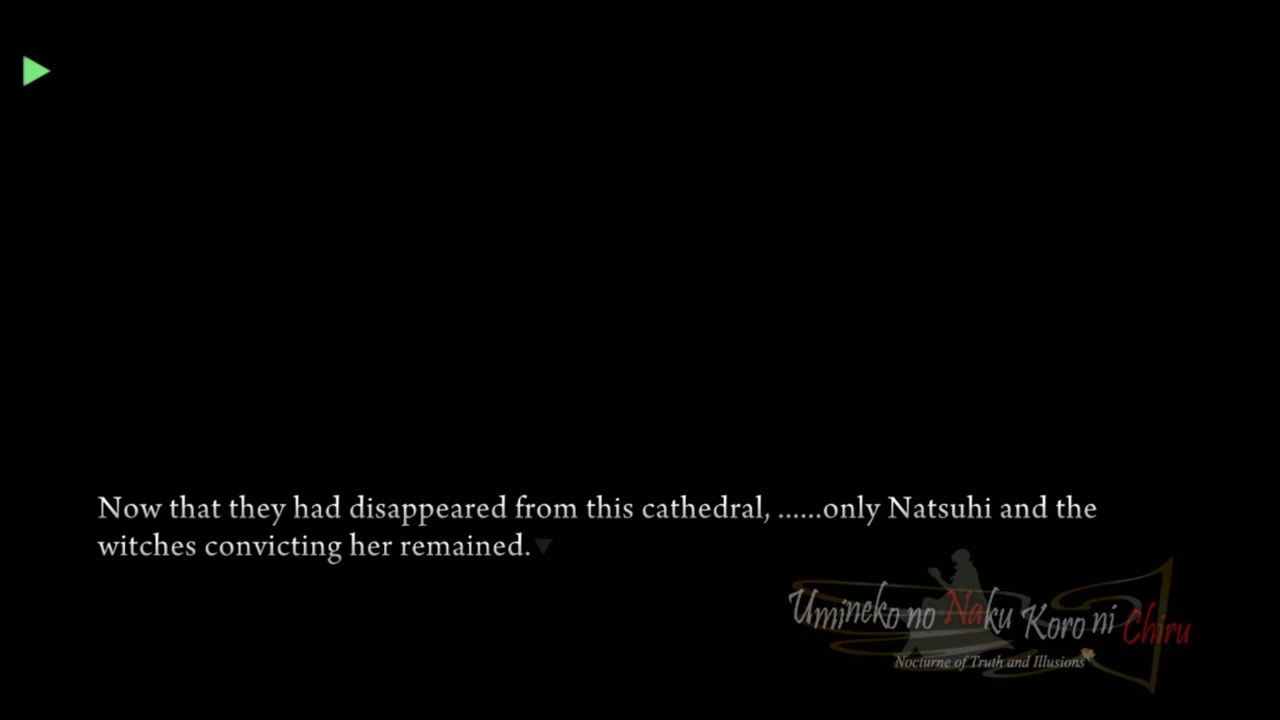 Now that they had disappeared from this cathedral, ......only Natsuhi and the
witches convicting her remained.
Umineko no Naku Koro ni Chiru
Nocturne of Truth and Illusions